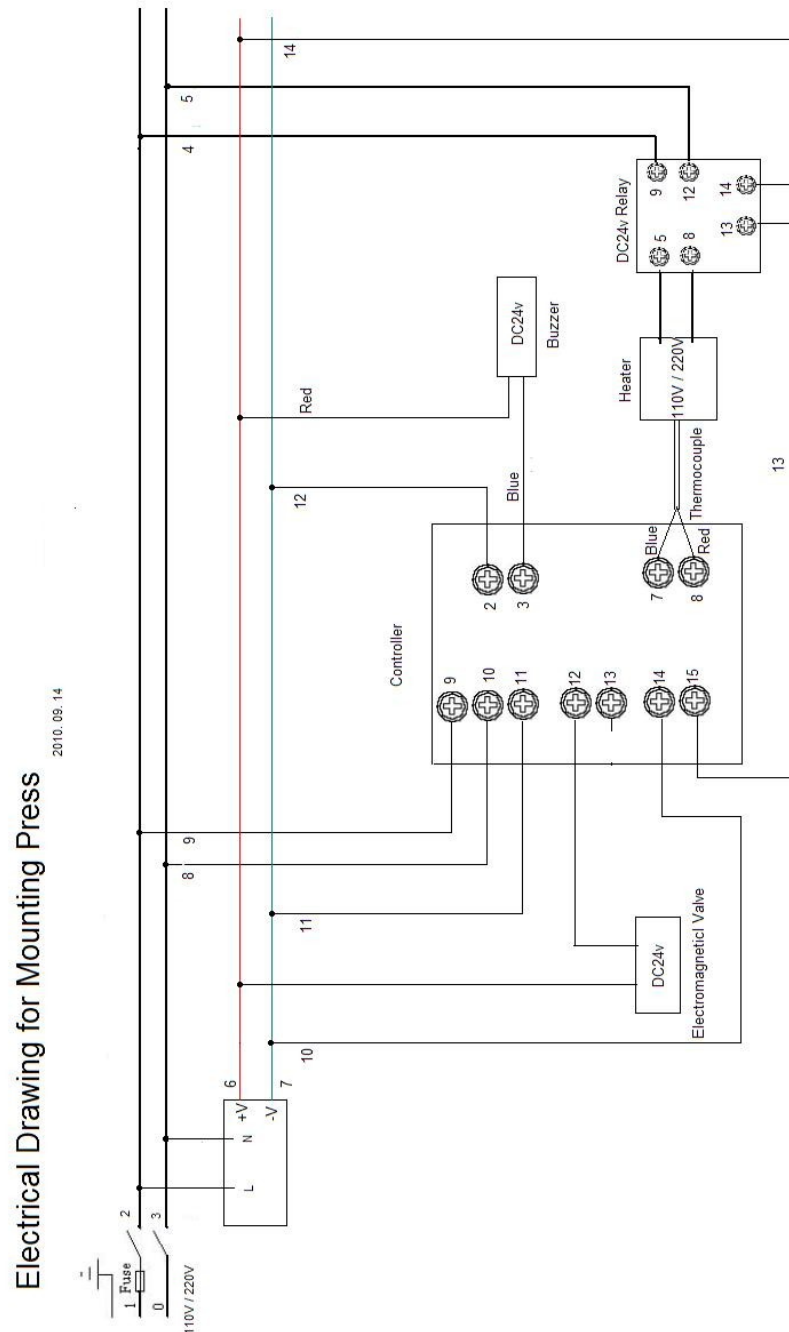 Electrical Drawing for Mounting Press
2010. 09. 14
110V / 220V
0
1
Fuse
2
3
L
N
+V
-V
6
7
8
9
10
11
12
Red
14
4
5
Controller
9
10
11
12
13
14
15
2
3
7
8
Blue
Blue
Red
Thermocouple
DC24v
Electromagneticl Valve
DC24v
Buzzer
Heater
110V / 220V
DC24v Relay
5
8
9
12
13
14
13